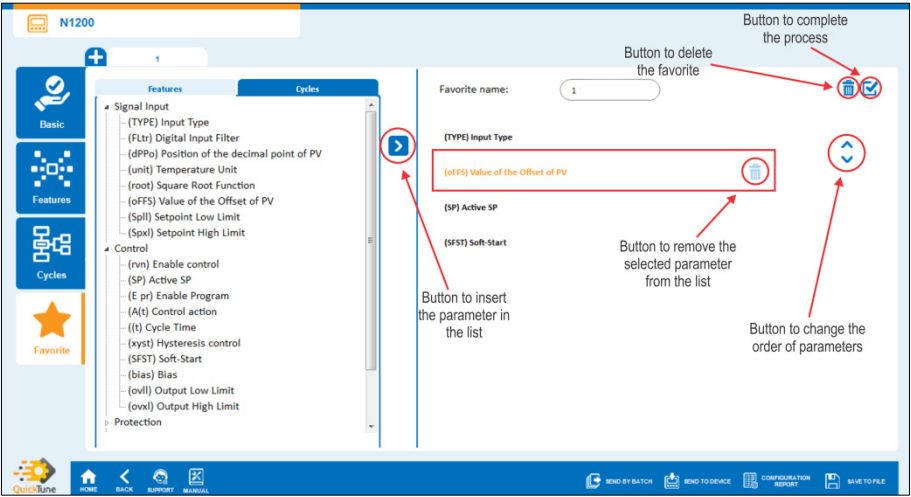 N1200
Button to complete
the process
Button to delete
the favorite
1
Features
Cycles
Favorite name:
1
Basic
Features
Cycles
Favorite
Signal Input
(TYPE) Input Type
(FLtr) Digital Input Filter
(dPPo) Position of the decimal point of PV
(unit) Temperature Unit
(root) Square Root Function
(oFFS) Value of the Offset of PV
(Spll) Setpoint Low Limit
(Spxl) Setpoint High Limit
Control
(rvn) Enable control
(SP) Active SP
(E pr) Enable Program
(A(t) Control action
((t) Cycle Time
(xyst) Hysteresis control
(SFST) Soft-Start
(bias) Bias
(ovll) Output Low Limit
(ovxl) Output High Limit
Protection
(TYPE) Input Type
(oFFS) Value of the Offset of PV
(SP) Active SP
(SFST) Soft-Start
Button to insert
the parameter in
the list
Button to remove the
selected parameter
from the list
Button to change the
order of parameters
QuickTune
HOME
BACK
SUPPORT
MANUAL
SEND BY BATCH
SEND TO DEVICE
CONFIGURATION
REPORT
SAVE TO FILE